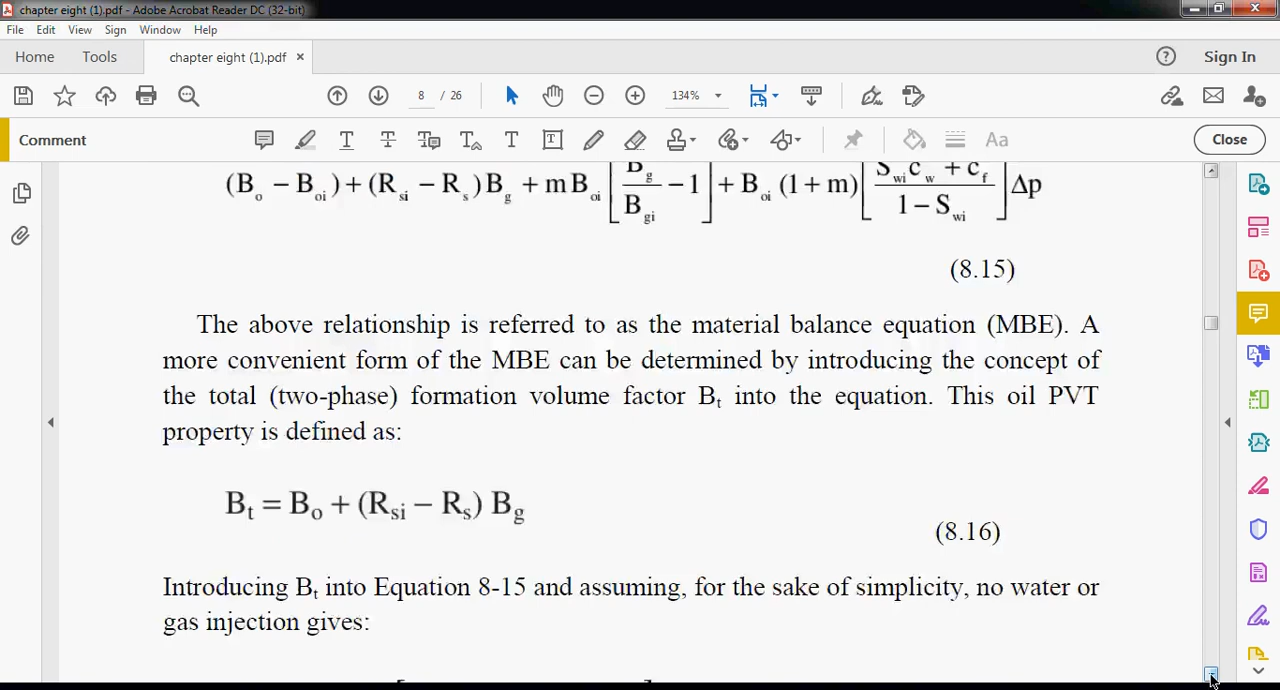 chapter eight (1).pdf - Adobe Acrobat Reader DC (32-bit)
File Edit View Sign Window Help
Home Tools chapter eight (1).pdf × Sign In
8 / 26 134%
Comment Close
(B_o − B_oi) + (R_si − R_s) B_g + m B_oi [B_g / B_gi − 1] + B_oi (1 + m) [S_wi c_w + c_f / 1 − S_wi] Δp
(8.15)
The above relationship is referred to as the material balance equation (MBE). A
more convenient form of the MBE can be determined by introducing the concept of
the total (two-phase) formation volume factor B_t into the equation. This oil PVT
property is defined as:
B_t = B_o + (R_si − R_s) B_g
(8.16)
Introducing B_t into Equation 8-15 and assuming, for the sake of simplicity, no water or
gas injection gives: